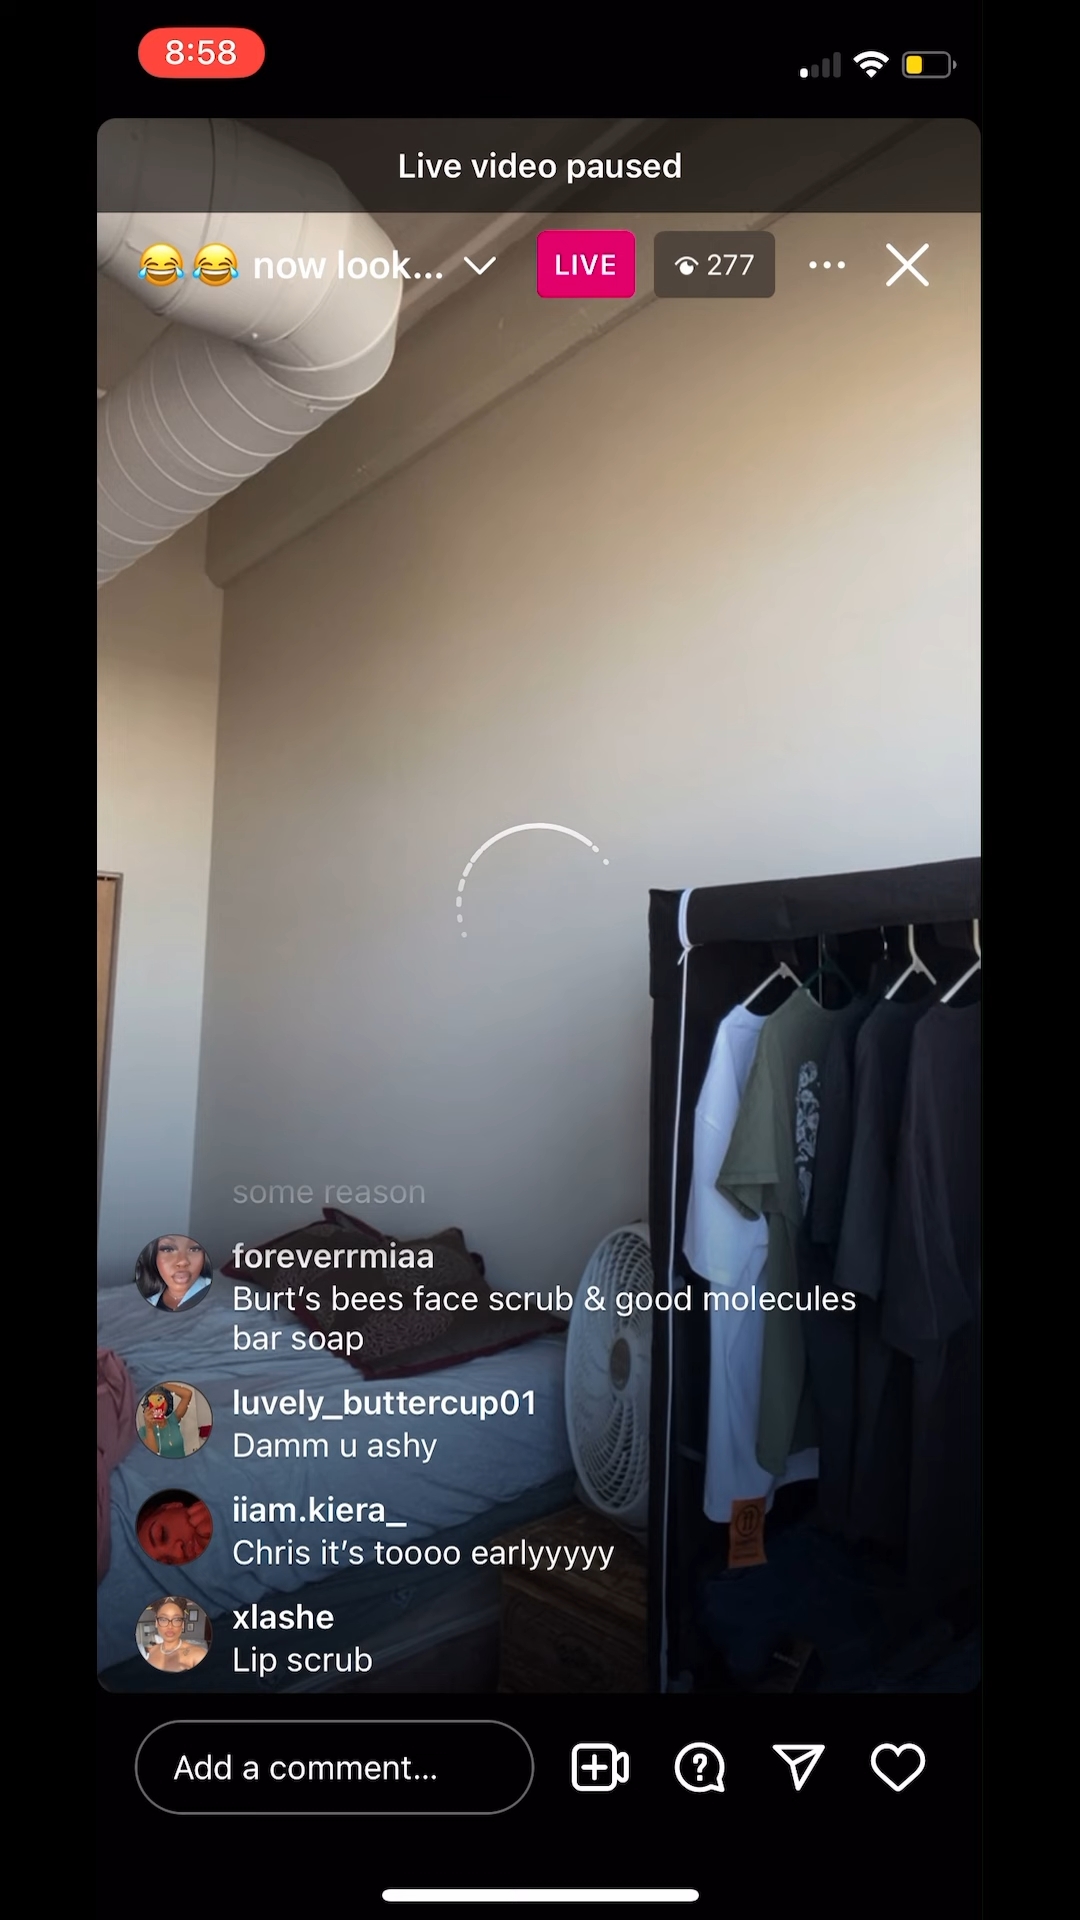 8:58
Live video paused
😂😂 now look...
LIVE
277
some reason
foreverrmiaa
Burt's bees face scrub & good molecules
bar soap
luvely_buttercup01
Damm u ashy
iiam.kiera_
Chris it's toooo earlyyyyy
xlashe
Lip scrub
Add a comment...